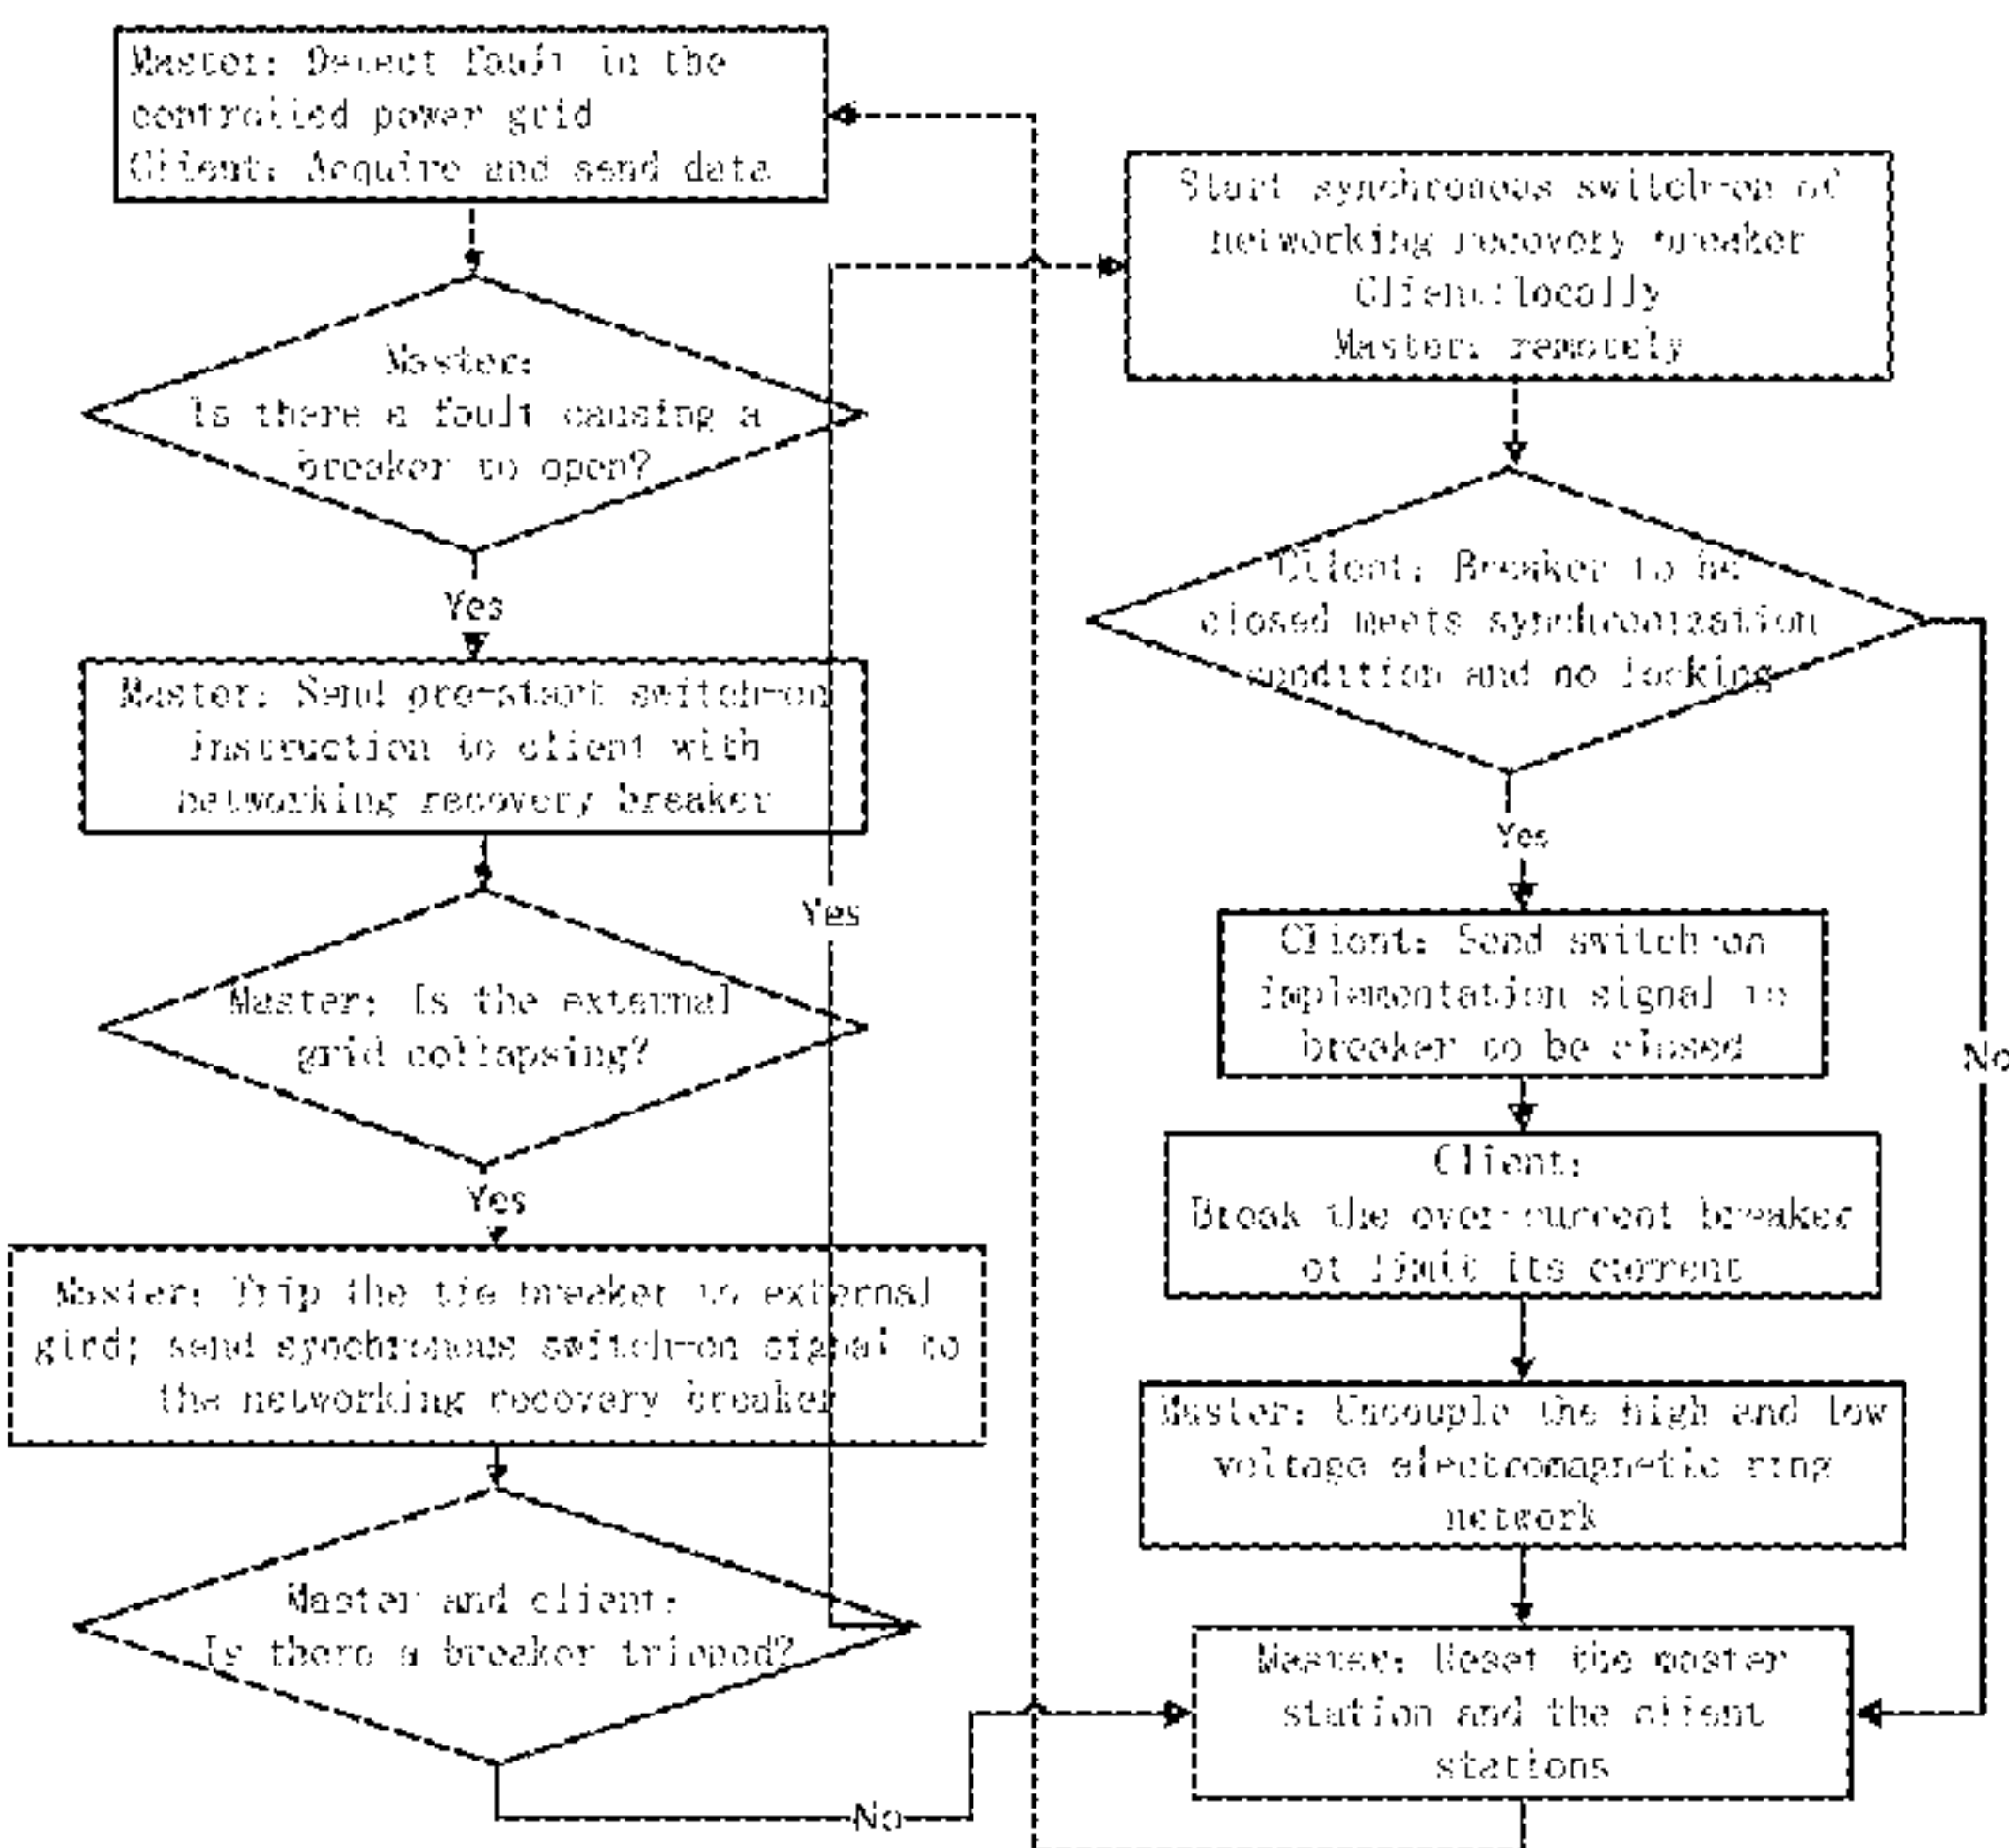 Master: Detect fault in the
controlled power grid
Client: Acquire and send data
Master:
Is there a fault causing a
breaker to open?
Yes
Master: Send pre-start switch-on
instruction to client with
networking recovery breaker
Master: Is the external
grid collapsing?
Yes
Master: Trip the tie breaker to external
gird; send synchronous switch-on signal to
the networking recovery breaker
Master and client:
Is there a breaker tripped?
No
Yes
Start synchronous switch-on of
networking recovery breaker
Client:locally
Master: remotely
Client: Breaker to be
closed meets synchronization
condition and no locking
Yes
No
Client: Send switch-on
implementation signal to
breaker to be closed
Client:
Break the over-current breaker
of limit its current
Master: Uncouple the high and low
voltage electromagnetic ring
network
Master: Reset the master
station and the client
stations